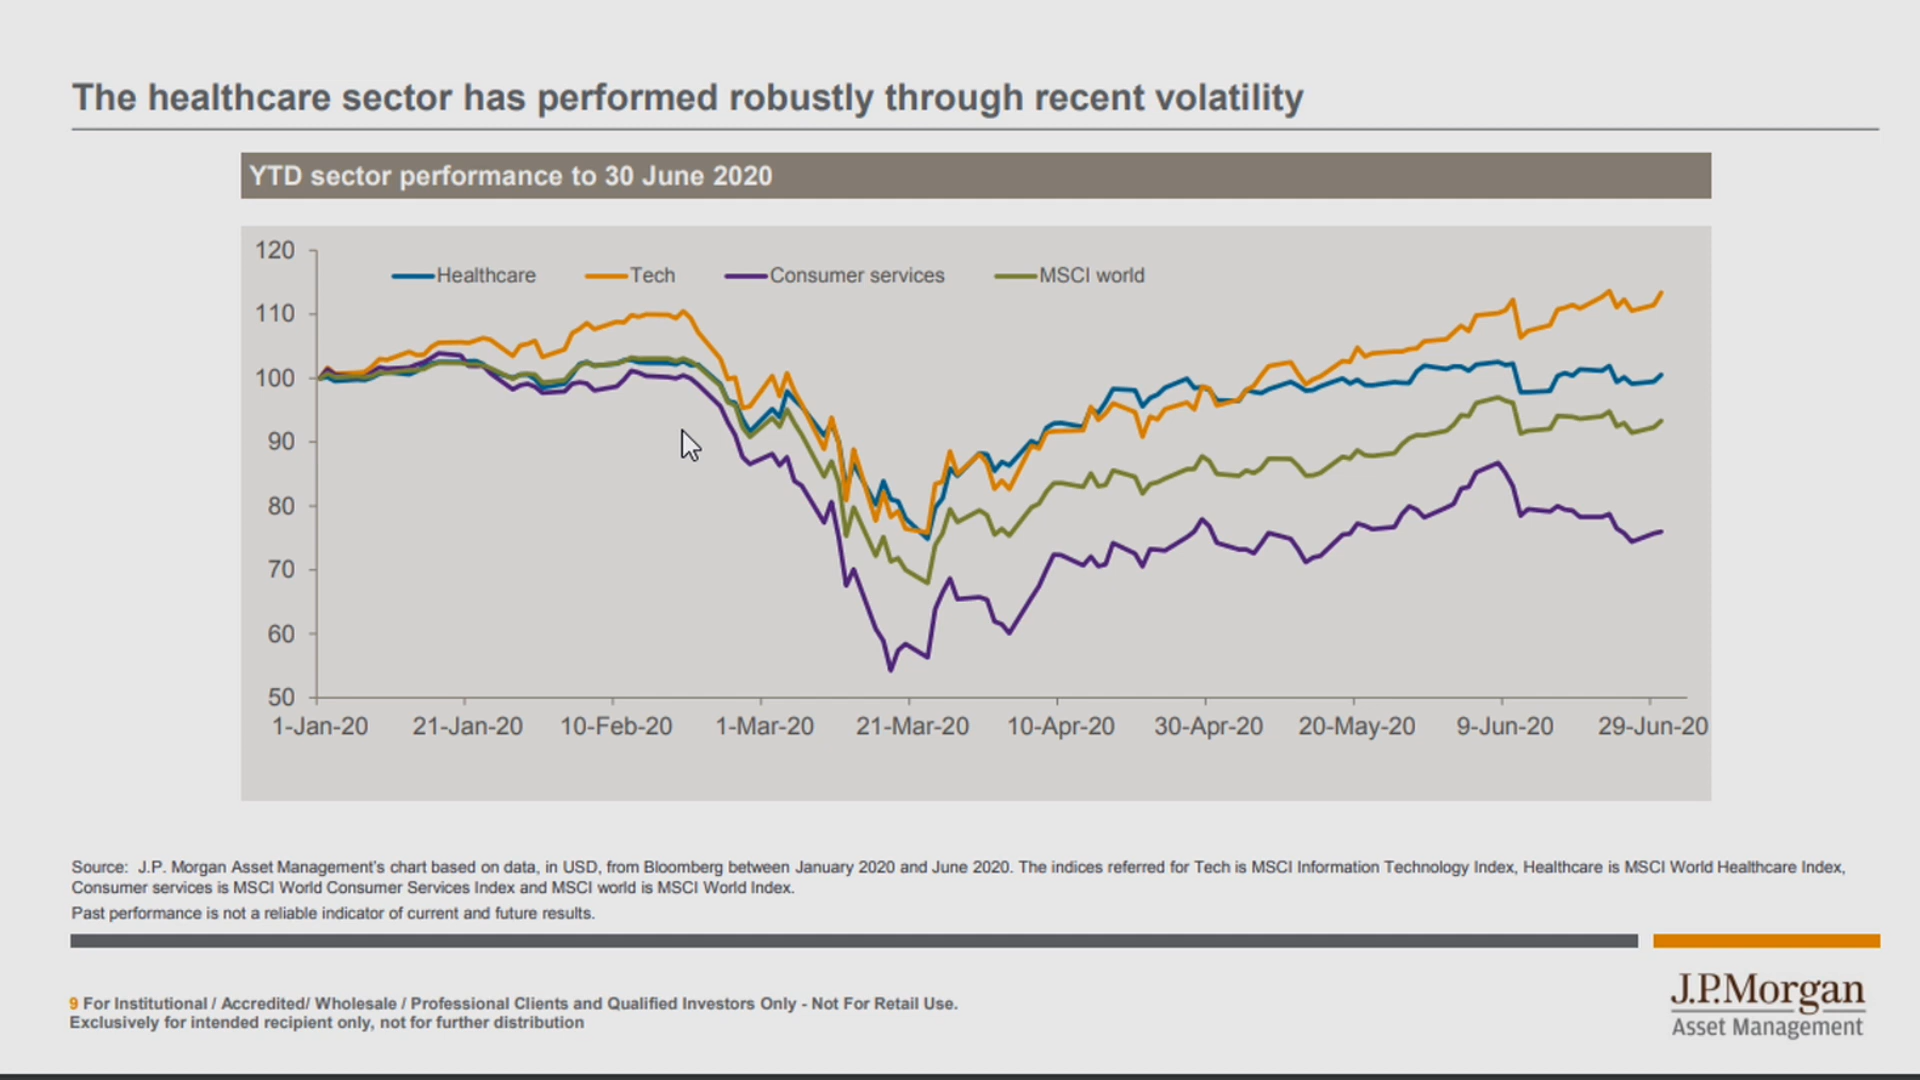 The healthcare sector has performed robustly through recent volatility
YTD sector performance to 30 June 2020
Healthcare Tech Consumer services MSCI world
120
110
100
90
80
70
60
50
1-Jan-20 21-Jan-20 10-Feb-20 1-Mar-20 21-Mar-20 10-Apr-20 30-Apr-20 20-May-20 9-Jun-20 29-Jun-20
Source: J.P. Morgan Asset Management's chart based on data, in USD, from Bloomberg between January 2020 and June 2020. The indices referred for Tech is MSCI Information Technology Index, Healthcare is MSCI World Healthcare Index,
Consumer services is MSCI World Consumer Services Index and MSCI world is MSCI World Index.
Past performance is not a reliable indicator of current and future results.
9 For Institutional / Accredited/ Wholesale / Professional Clients and Qualified Investors Only - Not For Retail Use.
Exclusively for intended recipient only, not for further distribution
J.P.Morgan
Asset Management